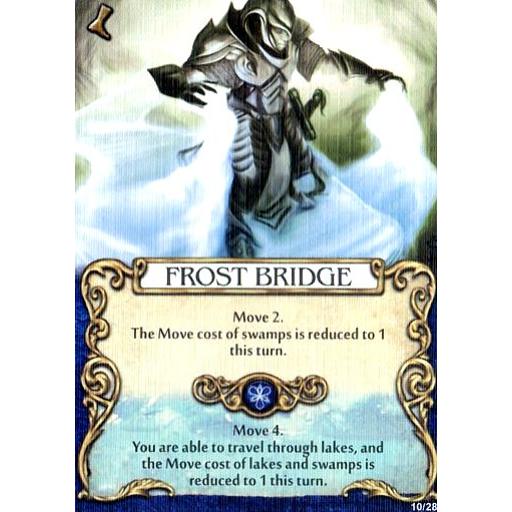 FROST BRIDGE
Move 2.
The Move cost of swamps is reduced to 1
this turn.
Move 4.
You are able to travel through lakes, and
the Move cost of lakes and swamps is
reduced to 1 this turn.
10/28